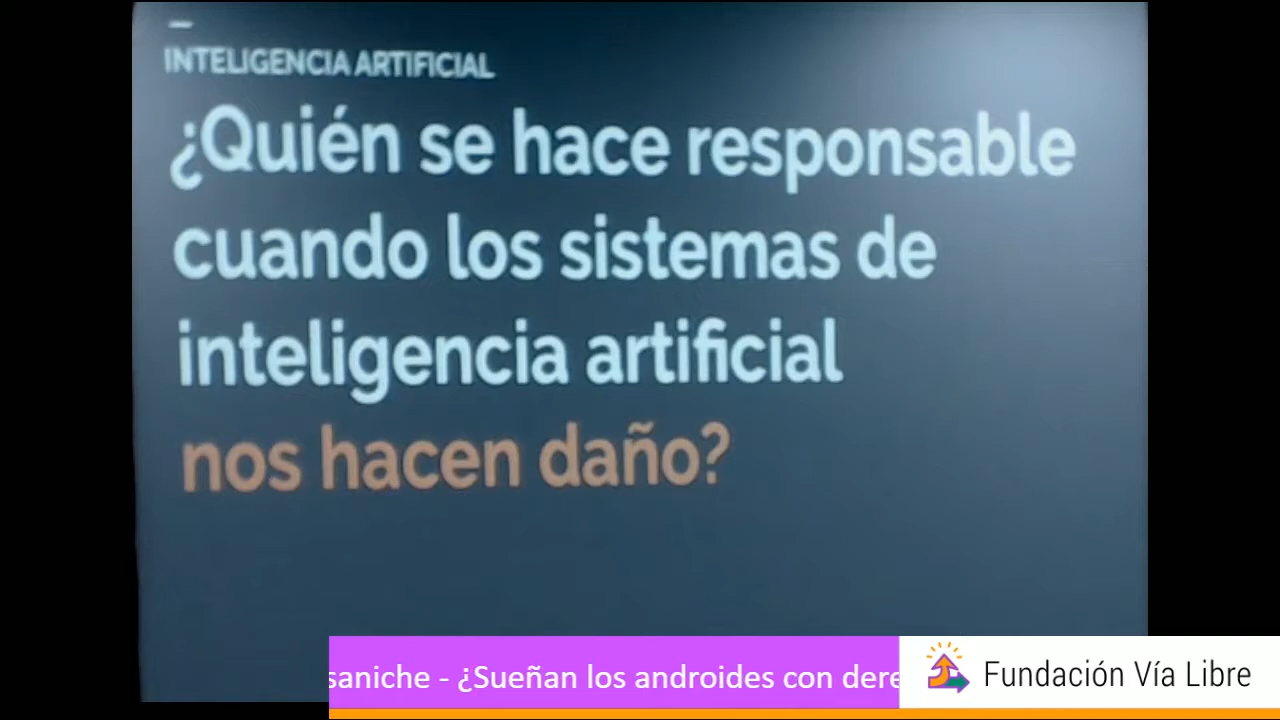 INTELIGENCIA ARTIFICIAL
¿Quién se hace responsable
cuando los sistemas de
inteligencia artificial
nos hacen daño?
saniche - ¿Sueñan los androides con dere
Fundación Vía Libre